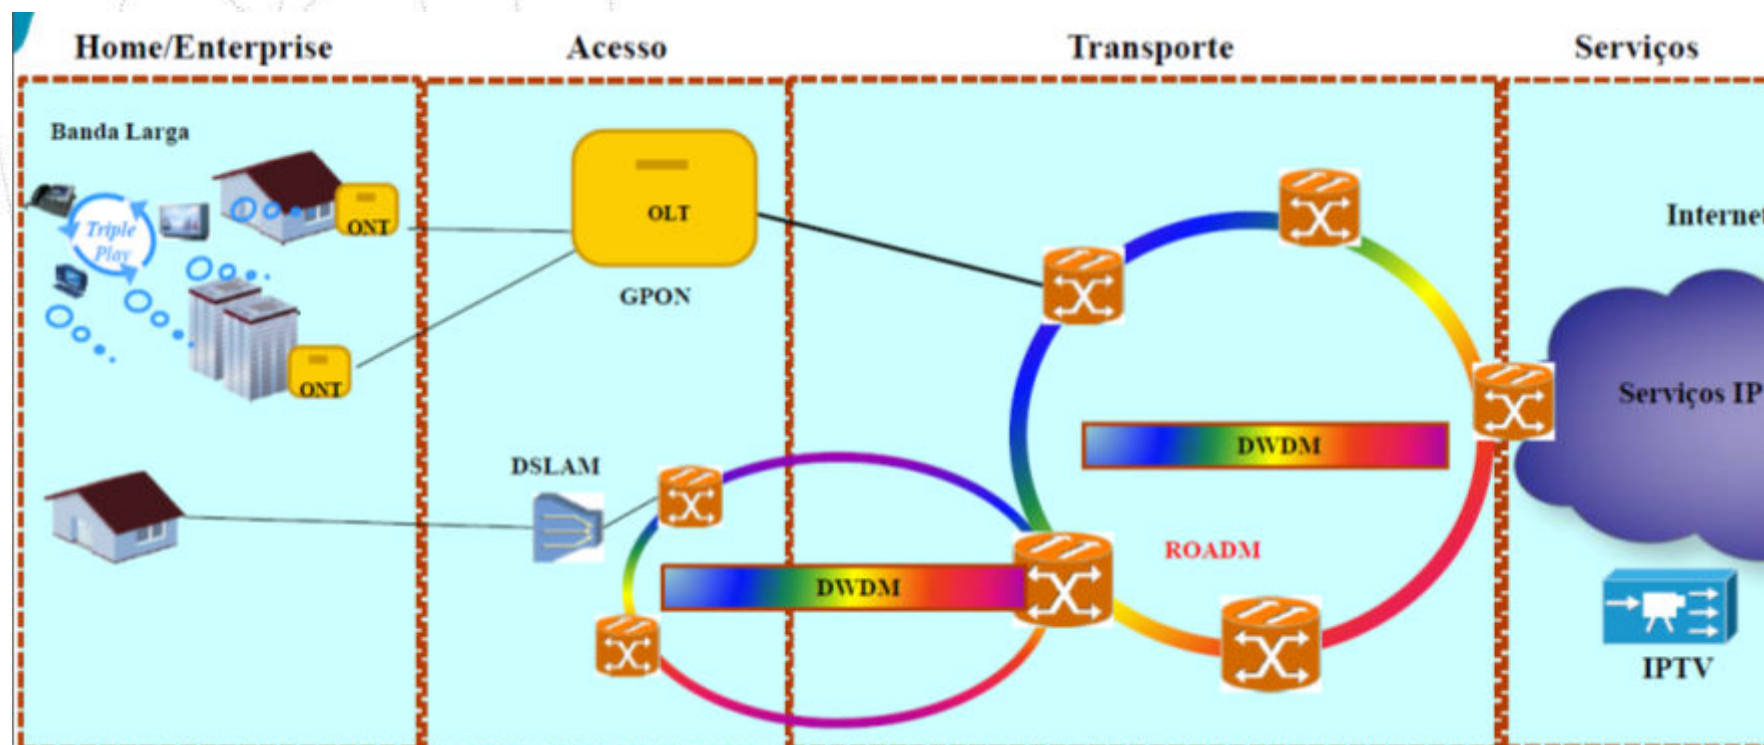 Home/Enterprise
Acesso
Transporte
Serviços
Banda Larga
Triple
Play
ONT
ONT
OLT
GPON
DSLAM
DWDM
DWDM
ROADM
Internet
Serviços IP
IPTV